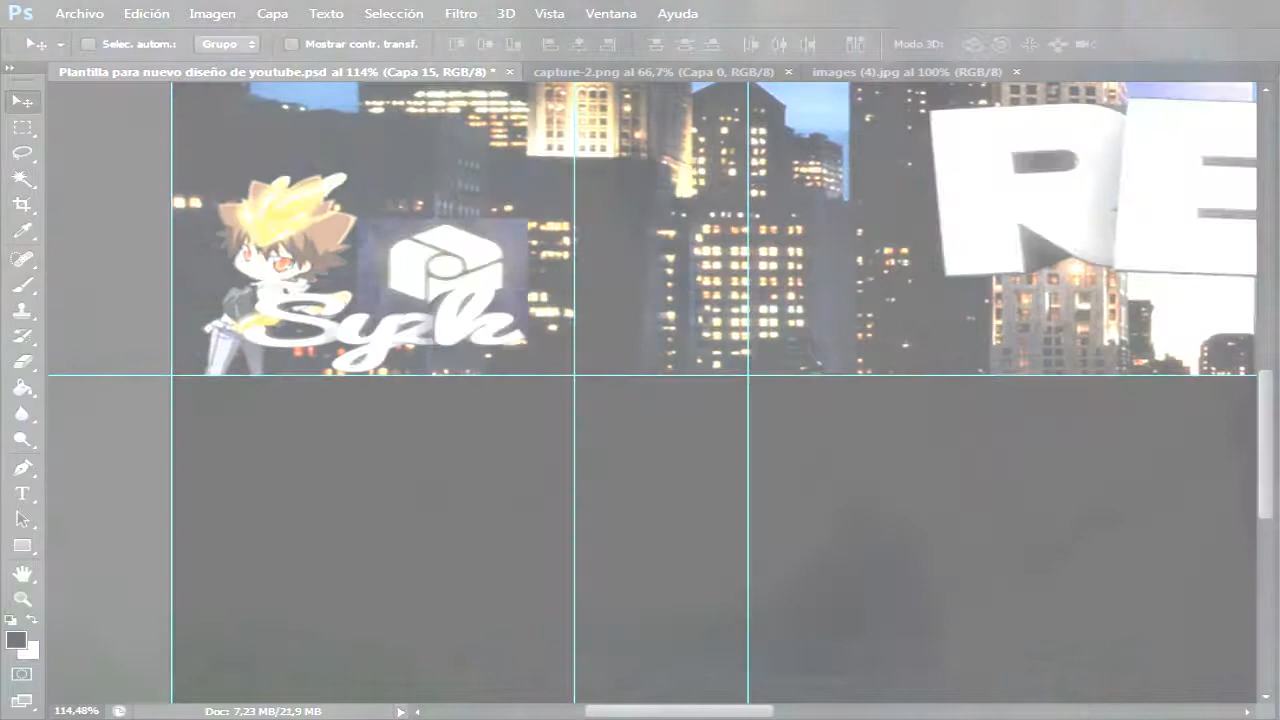 Ps Archivo Edición Imagen Capa Texto Selección Filtro 3D Vista Ventana Ayuda
Selec. autom.: Grupo Mostrar contr. transf. Modo 3D:
Plantilla para nuevo diseño de youtube.psd al 114% (Capa 15, RGB/8) * × capture-2.png al 66,7% (Capa 0, RGB/8) × images (4).jpg al 100% (RGB/8) ×
RE
Syzk
114,48% Doc: 7,23 MB/21,9 MB